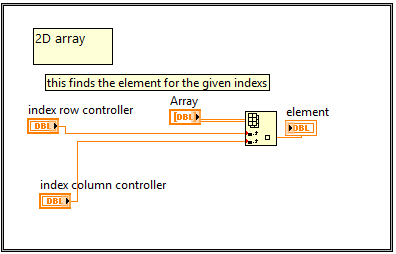 2D array
this finds the element for the given indexs
Array
index row controller
element
DBL
DBL
DBL
index column controller
DBL